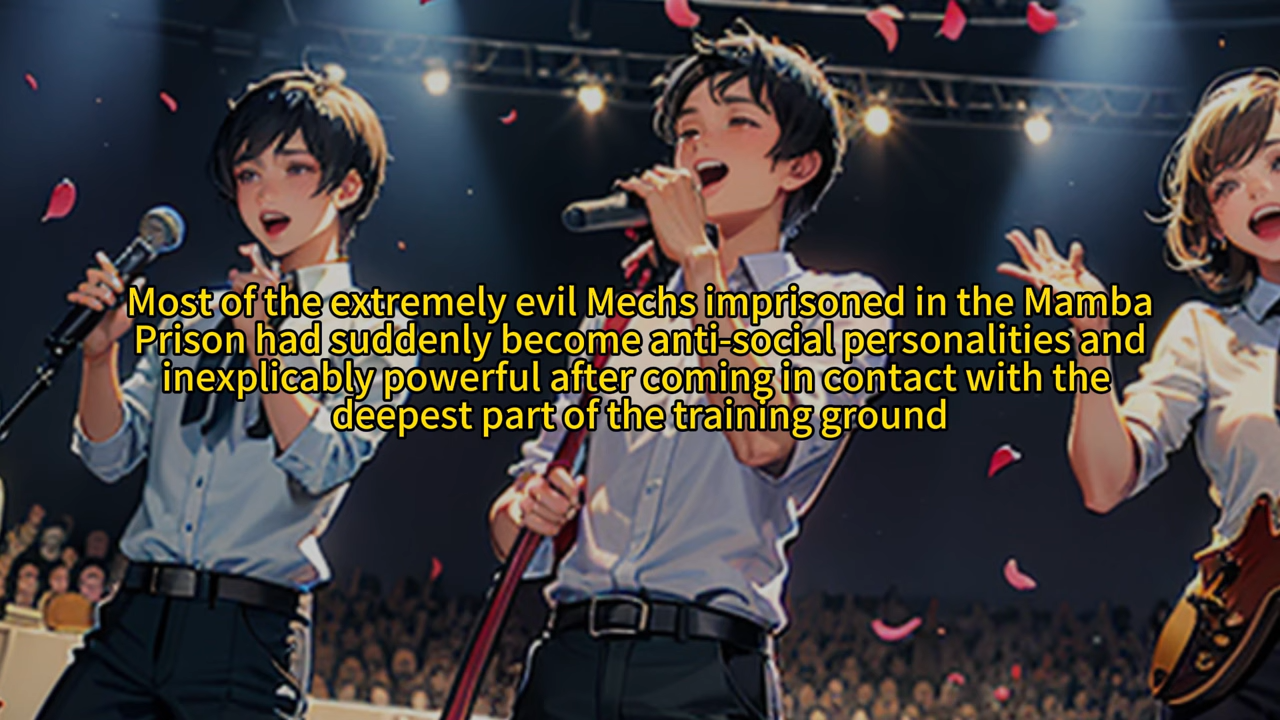 Most of the extremely evil Mechs imprisoned in the Mamba
Prison had suddenly become anti-social personalities and
inexplicably powerful after coming in contact with the
deepest part of the training ground